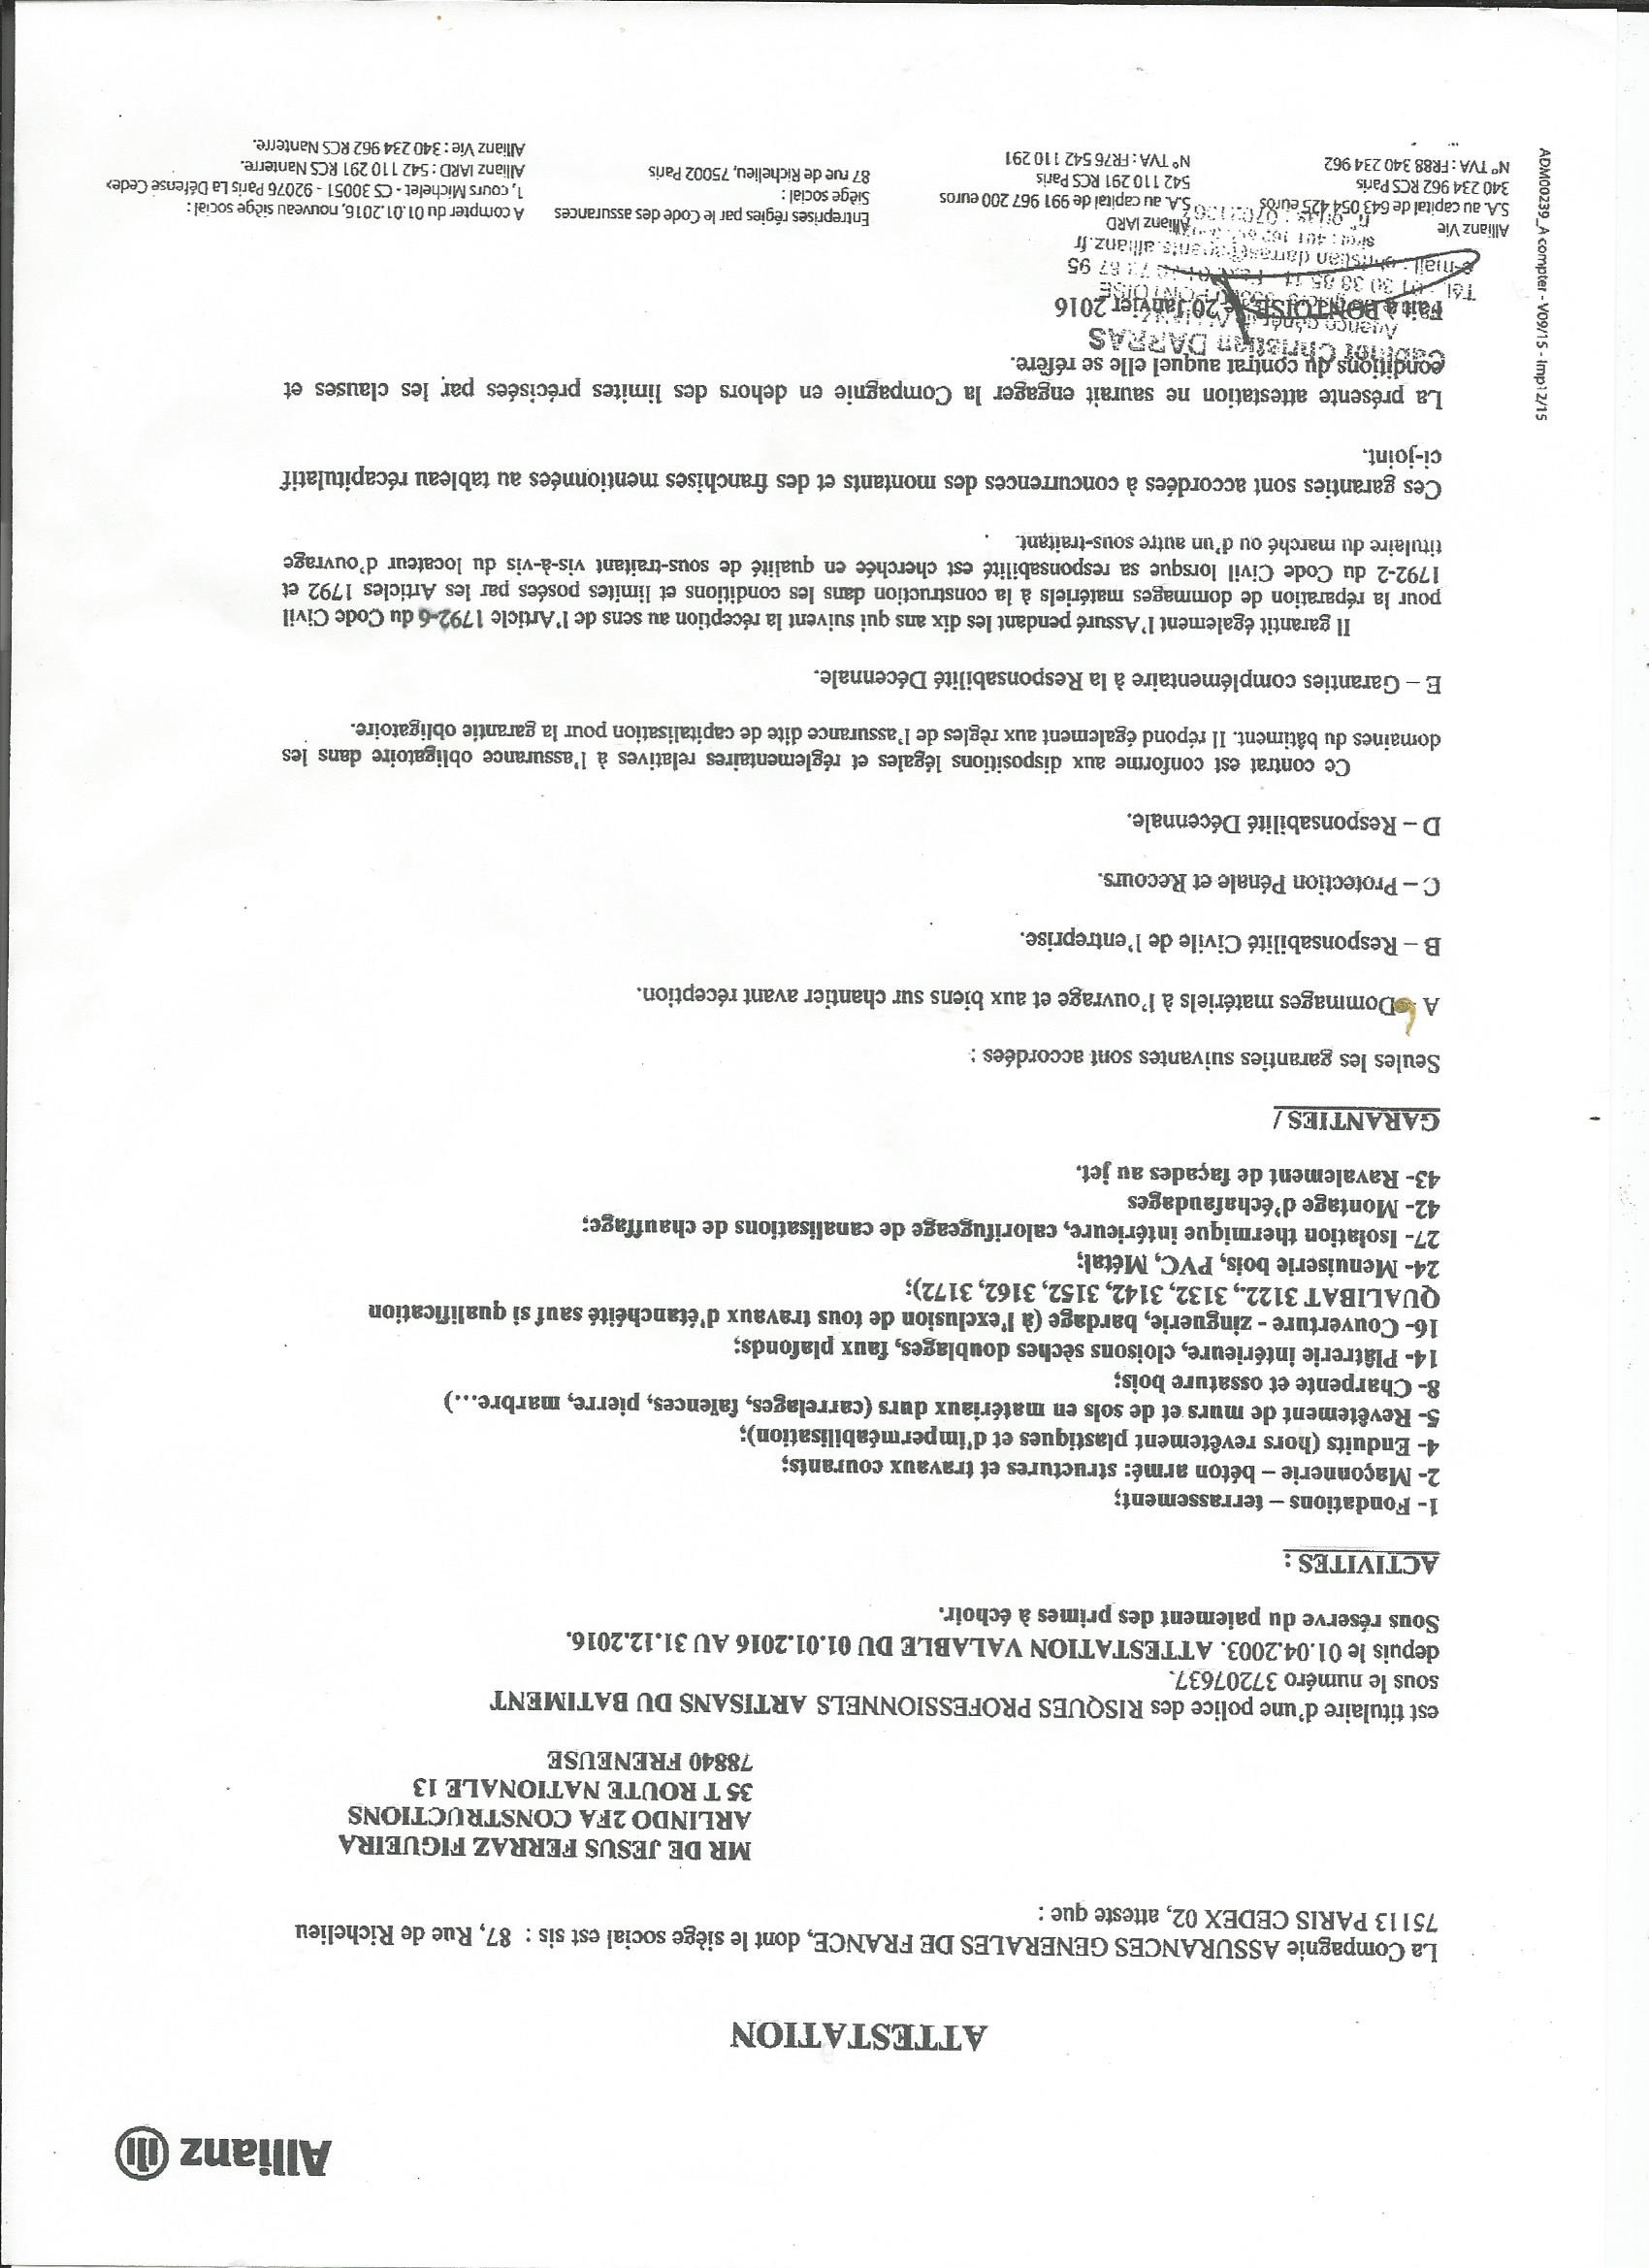 Allianz
ATTESTATION
La Compagnie ASSURANCES GENERALES DE FRANCE, dont le siège social est sis : 87, Rue de Richelieu
75113 PARIS CEDEX 02, atteste que :
MR DE JESUS FERRAZ FIGUEIRA
ARLINDO 2FA CONSTRUCTIONS
35 T ROUTE NATIONALE 13
78840 FRENEUSE
est titulaire d'une police des RISQUES PROFESSIONNELS ARTISANS DU BATIMENT
sous le numéro 37207637.
depuis le 01.04.2003. ATTESTATION VALABLE DU 01.01.2016 AU 31.12.2016.
Sous réserve du paiement des primes à échoir.
ACTIVITES :
1- Fondations – terrassement;
2- Maçonnerie – béton armé: structures et travaux courants;
4- Enduits (hors revêtement plastiques et d'imperméabilisation);
5- Revêtement de murs et de sols en matériaux durs (carrelages, faïences, pierre, marbre…)
8- Charpente et ossature bois;
14- Plâtrerie intérieure, cloisons sèches doublages, faux plafonds;
16- Couverture - zinguerie, bardage (à l'exclusion de tous travaux d'étanchéité sauf si qualification
QUALIBAT 3122., 3132, 3142, 3152, 3162, 3172);
24- Menuiserie bois, PVC, Métal;
27- Isolation thermique intérieure, calorifugeage de canalisations de chauffage;
42- Montage d'échafaudages
43- Ravalement de façades au jet.
GARANTIES /
Seules les garanties suivantes sont accordées :
A - Dommages matériels à l'ouvrage et aux biens sur chantier avant réception.
B – Responsabilité Civile de l'entreprise.
C – Protection Pénale et Recours.
D – Responsabilité Décennale.
Ce contrat est conforme aux dispositions légales et réglementaires relatives à l'assurance obligatoire dans les
domaines du bâtiment. Il répond également aux règles de l'assurance dite de capitalisation pour la garantie obligatoire.
E – Garanties complémentaire à la Responsabilité Décennale.
Il garantit également l'Assuré pendant les dix ans qui suivent la réception au sens de l'Article 1792-6 du Code Civil
pour la réparation de dommages matériels à la construction dans les conditions et limites posées par les Articles 1792 et
1792-2 du Code Civil lorsque sa responsabilité est cherchée en qualité de sous-traitant vis-à-vis du locateur d'ouvrage
titulaire du marché ou d'un autre sous-traitant.
Ces garanties sont accordées à concurrences des montants et des franchises mentionnées au tableau récapitulatif
ci-joint.
La présente attestation ne saurait engager la Compagnie en dehors des limites précisées par les clauses et
conditions du contrat auquel elle se réfère.
Cabinet Christian DARRAS
Fait à PONTOISE 20 Janvier 2016
PONTOISE
Tél : 01 30 38 85 11
e-mail : christian.darras@agents.allianz.fr
Allianz Vie
S.A. au capital de 643 054 425 euros
340 234 962 RCS Paris
N° TVA : FR88 340 234 962
Allianz IARD
S.A. au capital de 991 967 200 euros
542 110 291 RCS Paris
N° TVA : FR76 542 110 291
Entreprises régies par le Code des assurances
Siège social :
87 rue de Richelieu, 75002 Paris
A compter du 01.01.2016, nouveau siège social :
1, cours Michelet - CS 30051 - 92076 Paris La Défense Cedex
Allianz IARD : 542 110 291 RCS Nanterre.
Allianz Vie : 340 234 962 RCS Nanterre.
ADM00239_A compter - V09/15 - Imp12/15